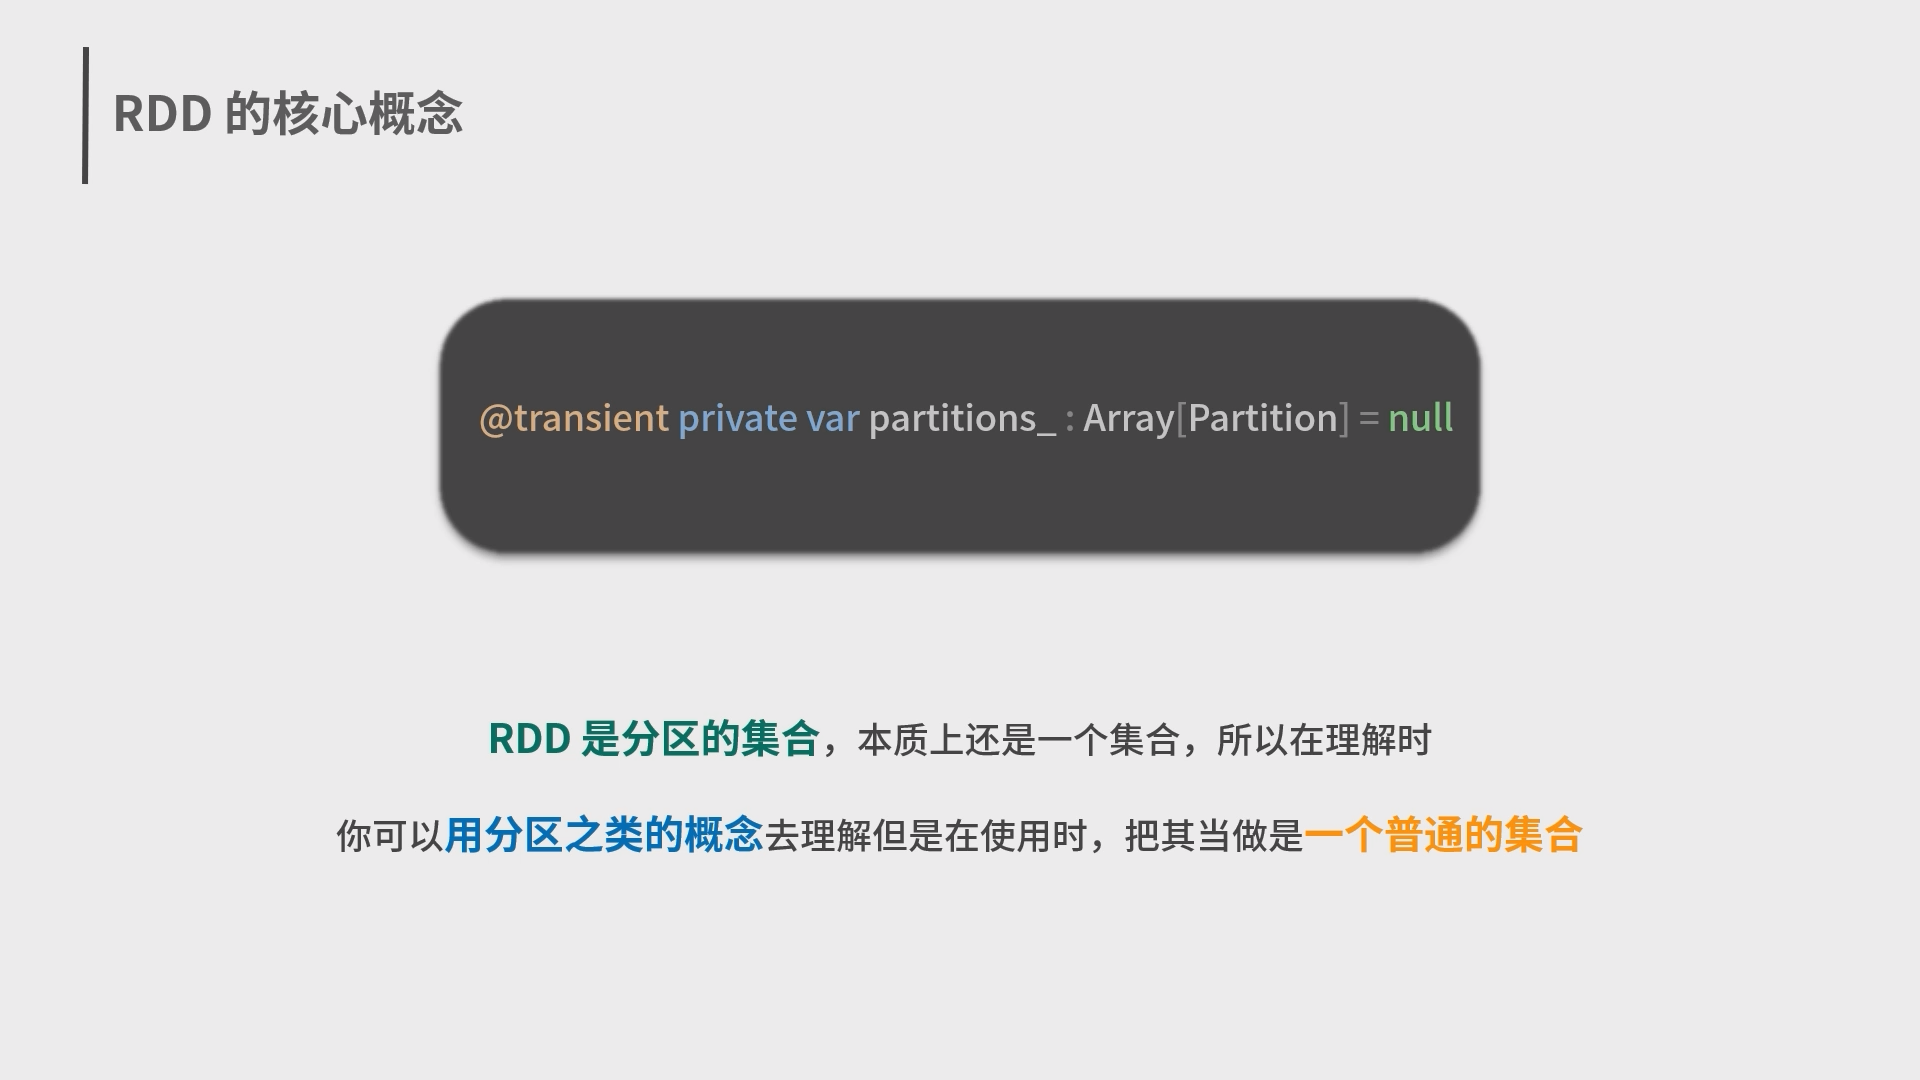 RDD 的核心概念
@transient private var partitions_ : Array[Partition] = null
RDD 是分区的集合，本质上还是一个集合，所以在理解时
你可以用分区之类的概念去理解但是在使用时，把其当做是一个普通的集合